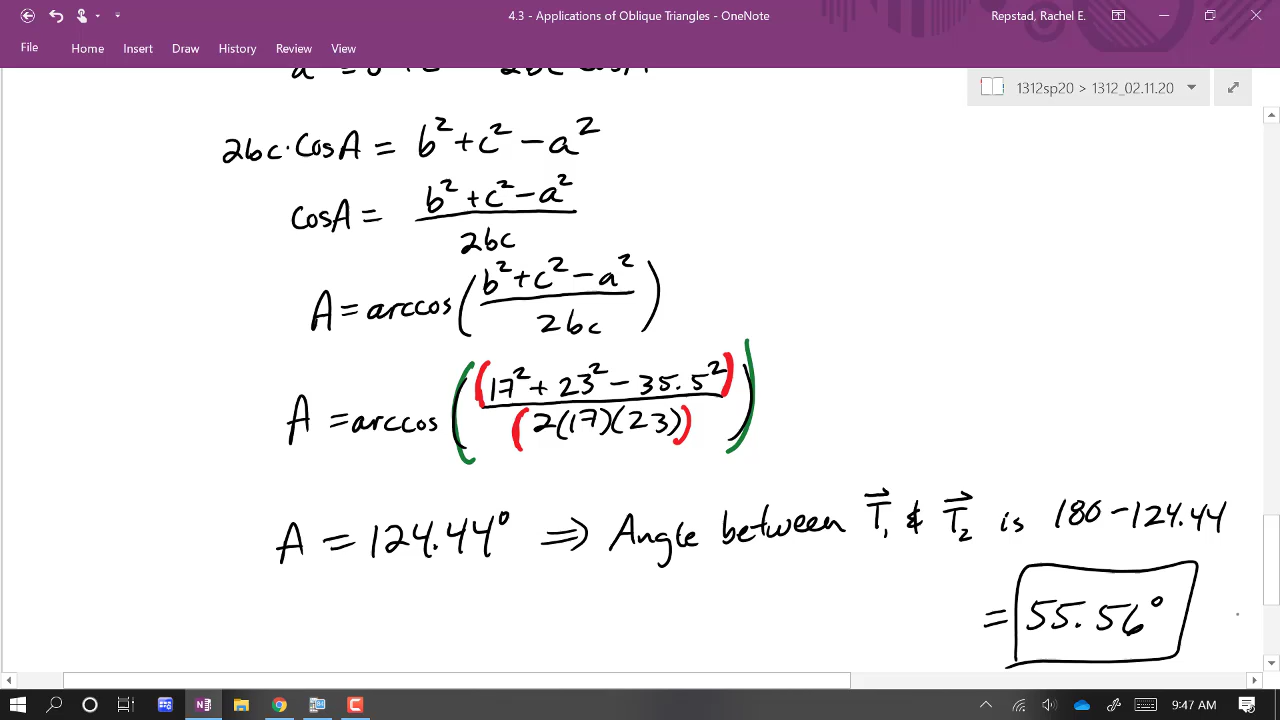 4.3 - Applications of Oblique Triangles - OneNote
Repstad, Rachel E.
File Home Insert Draw History Review View
1312sp20 > 1312_02.11.20
2bc·cosA = b²+c²-a²
cosA = b²+c²-a² / 2bc
A = arccos(b²+c²-a² / 2bc)
A = arccos((17²+23²-35.5²) / (2(17)(23)))
A = 124.44° ⇒ Angle between T⃗₁ & T⃗₂ is 180-124.44
= 55.56°
9:47 AM